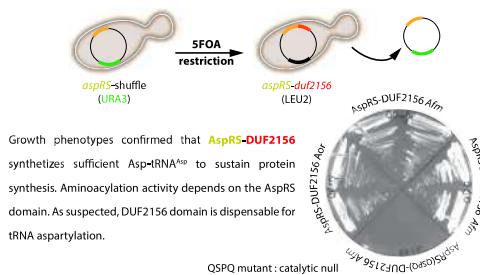 5FOA
restriction
aspRS-shuffle
(URA3)
aspRS-duf2156
(LEU2)
Growth phenotypes confirmed that AspRS-DUF2156
synthetizes sufficient Asp-tRNAAsp to sustain protein
synthesis. Aminoacylation activity depends on the AspRS
domain. As suspected, DUF2156 domain is dispensable for
tRNA aspartylation.
AspRS-DUF2156 Afm
AspRS-DUF2156 Aor
AspRS(QSPQ)-DUF2156 Afm
QSPQ mutant : catalytic null